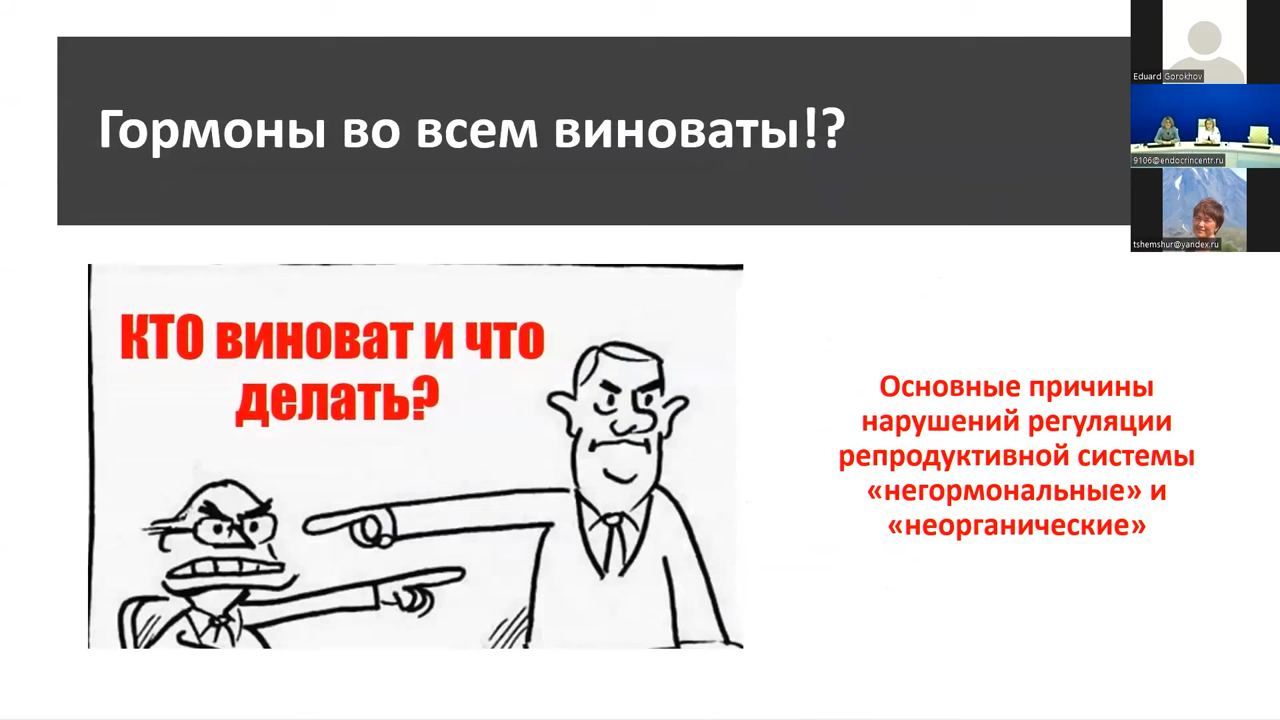 Гормоны во всем виноваты!?
КТО виноват и что
делать?
Основные причины
нарушений регуляции
репродуктивной системы
«негормональные» и
«неорганические»
Eduard Gorokhov
9106@endocrincentr.ru
tshemshur@yandex.ru